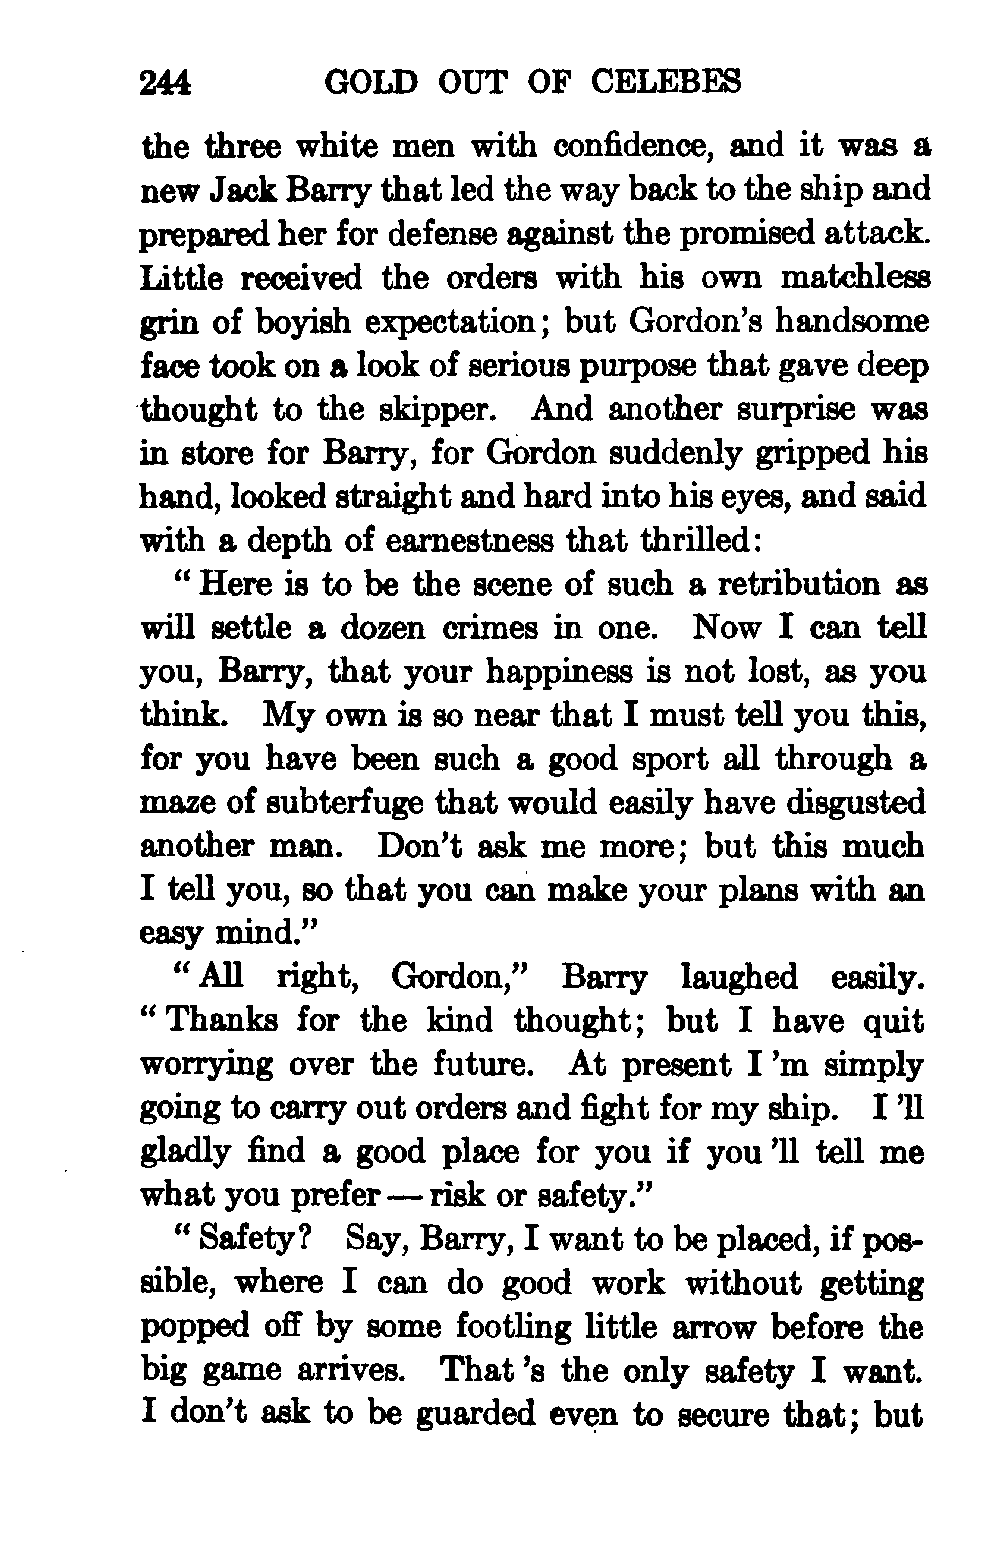 244 GOLD OUT OF CELEBES
the three white men with confidence, and it was a
new Jack Barry that led the way back to the ship and
prepared her for defense against the promised attack.
Little received the orders with his own matchless
grin of boyish expectation; but Gordon's handsome
face took on a look of serious purpose that gave deep
thought to the skipper. And another surprise was
in store for Barry, for Gordon suddenly gripped his
hand, looked straight and hard into his eyes, and said
with a depth of earnestness that thrilled:
"Here is to be the scene of such a retribution as
will settle a dozen crimes in one. Now I can tell
you, Barry, that your happiness is not lost, as you
think. My own is so near that I must tell you this,
for you have been such a good sport all through a
maze of subterfuge that would easily have disgusted
another man. Don't ask me more; but this much
I tell you, so that you can make your plans with an
easy mind."
"All right, Gordon," Barry laughed easily.
"Thanks for the kind thought; but I have quit
worrying over the future. At present I'm simply
going to carry out orders and fight for my ship. I'll
gladly find a good place for you if you'll tell me
what you prefer — risk or safety."
"Safety? Say, Barry, I want to be placed, if pos-
sible, where I can do good work without getting
popped off by some footling little arrow before the
big game arrives. That's the only safety I want.
I don't ask to be guarded even to secure that; but